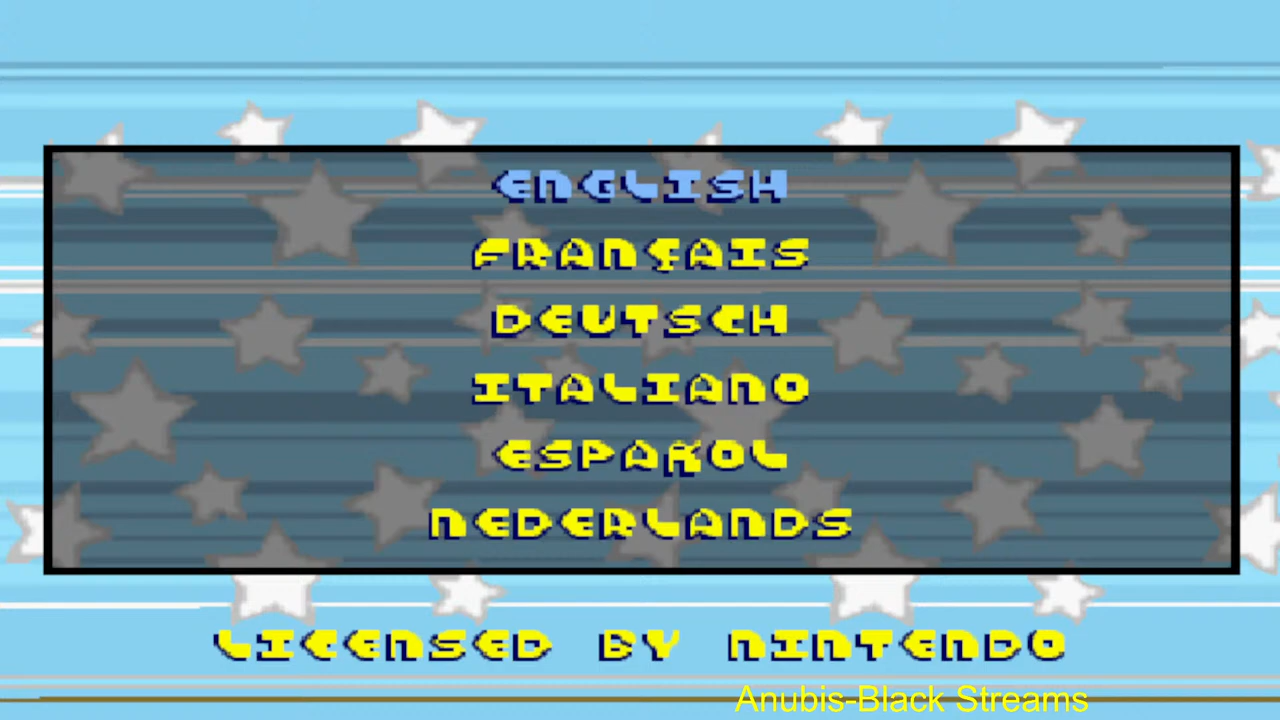 ENGLISH
FRANÇAIS
DEUTSCH
ITALIANO
ESPAÑOL
NEDERLANDS
LICENSED BY NINTENDO
Anubis-Black Streams